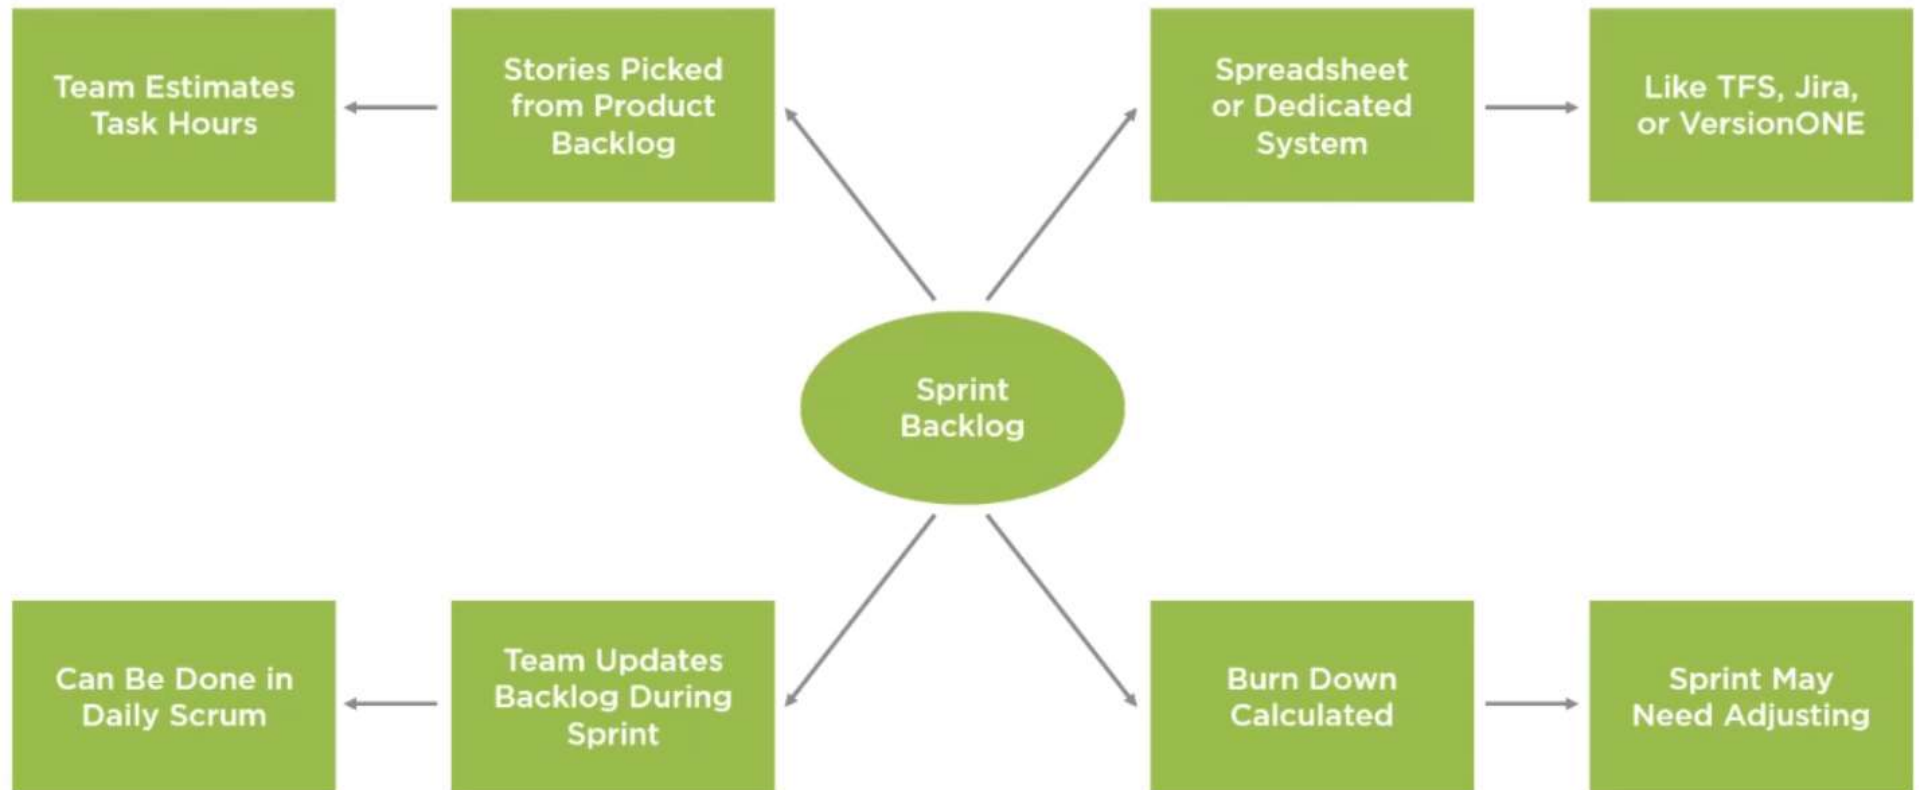 Team Estimates
Task Hours
Stories Picked
from Product
Backlog
Spreadsheet
or Dedicated
System
Like TFS, Jira,
or VersionONE
Sprint
Backlog
Can Be Done in
Daily Scrum
Team Updates
Backlog During
Sprint
Burn Down
Calculated
Sprint May
Need Adjusting